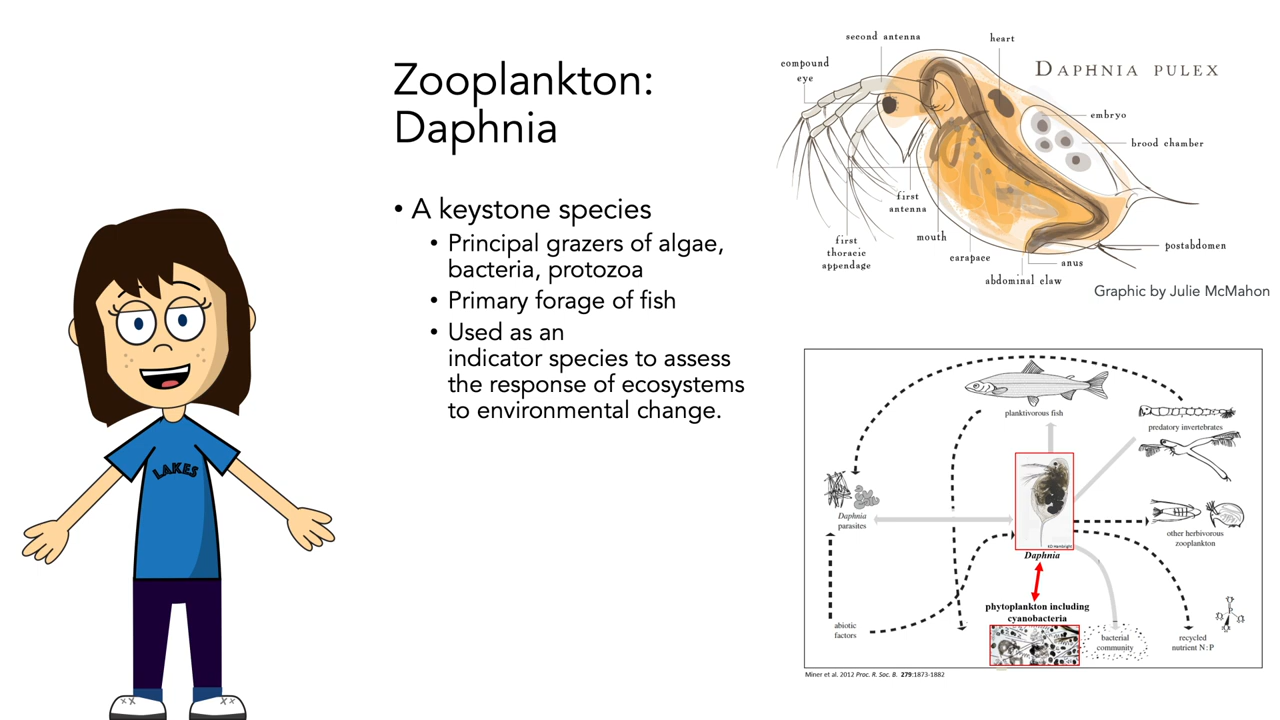 Zooplankton:
Daphnia
• A keystone species
• Principal grazers of algae,
bacteria, protozoa
• Primary forage of fish
• Used as an
indicator species to assess
the response of ecosystems
to environmental change.
LAKES
DAPHNIA PULEX
second antenna
heart
compound
eye
embryo
brood chamber
first
antenna
mouth
first
thoracic
appendage
carapace
abdominal claw
anus
postabdomen
Graphic by Julie McMahon
planktivorous fish
predatory invertebrates
Daphnia
parasites
other herbivorous
zooplankton
Daphnia
phytoplankton including
cyanobacteria
abiotic
factors
bacterial
community
recycled
nutrient N:P
P
Miner et al. 2012 Proc. R. Soc. B. 279:1873-1882